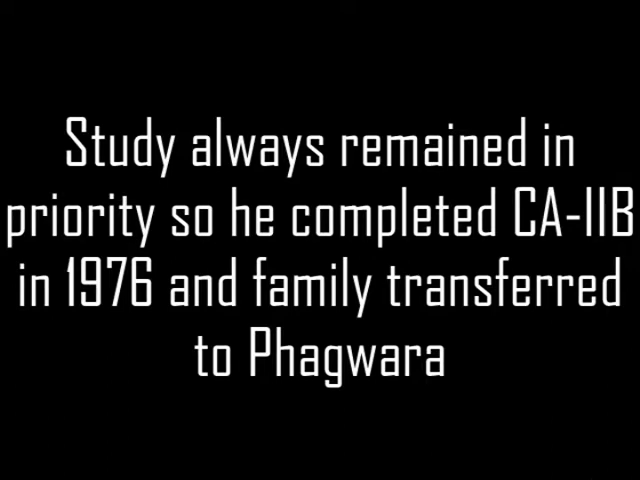 Study always remained in
priority so he completed CA-IIB
in 1976 and family transferred
to Phagwara